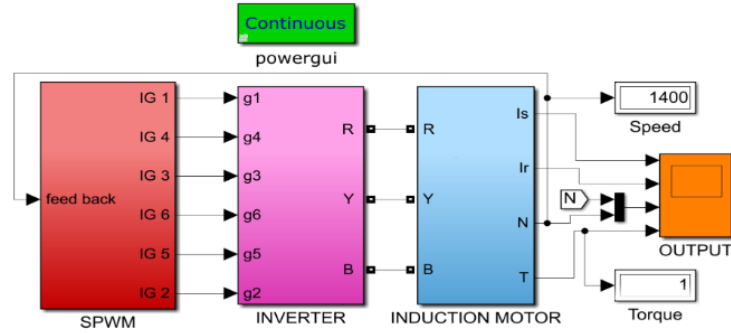 Continuous
powergui
IG 1
IG 4
IG 3
IG 6
IG 5
IG 2
feed back
SPWM
g1
g4
g3
g6
g5
g2
R
Y
B
INVERTER
R
Y
B
Is
Ir
N
T
INDUCTION MOTOR
1400
Speed
N
OUTPUT
1
Torque